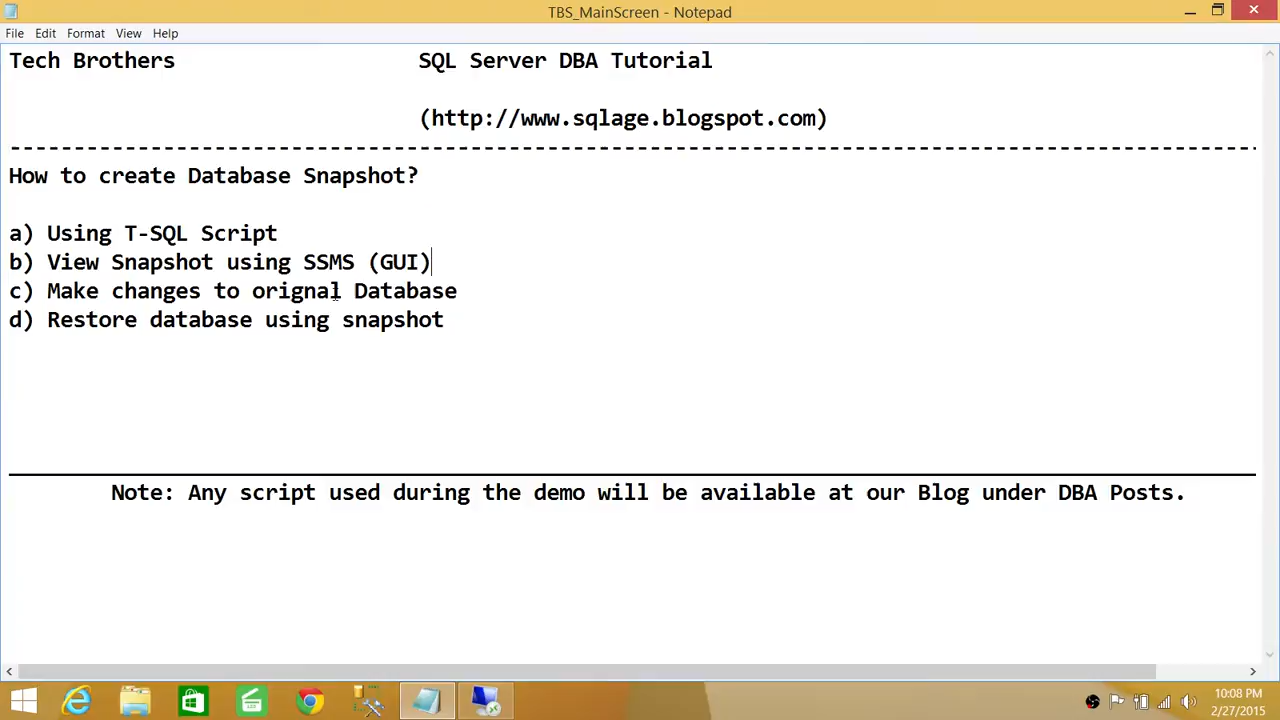 TBS_MainScreen - Notepad
File Edit Format View Help
Tech Brothers SQL Server DBA Tutorial
(http://www.sqlage.blogspot.com)
--------------------------------------------------------------------------------------------------
How to create Database Snapshot?
a) Using T-SQL Script
b) View Snapshot using SSMS (GUI)
c) Make changes to orignal Database
d) Restore database using snapshot
Note: Any script used during the demo will be available at our Blog under DBA Posts.
10:08 PM
2/27/2015